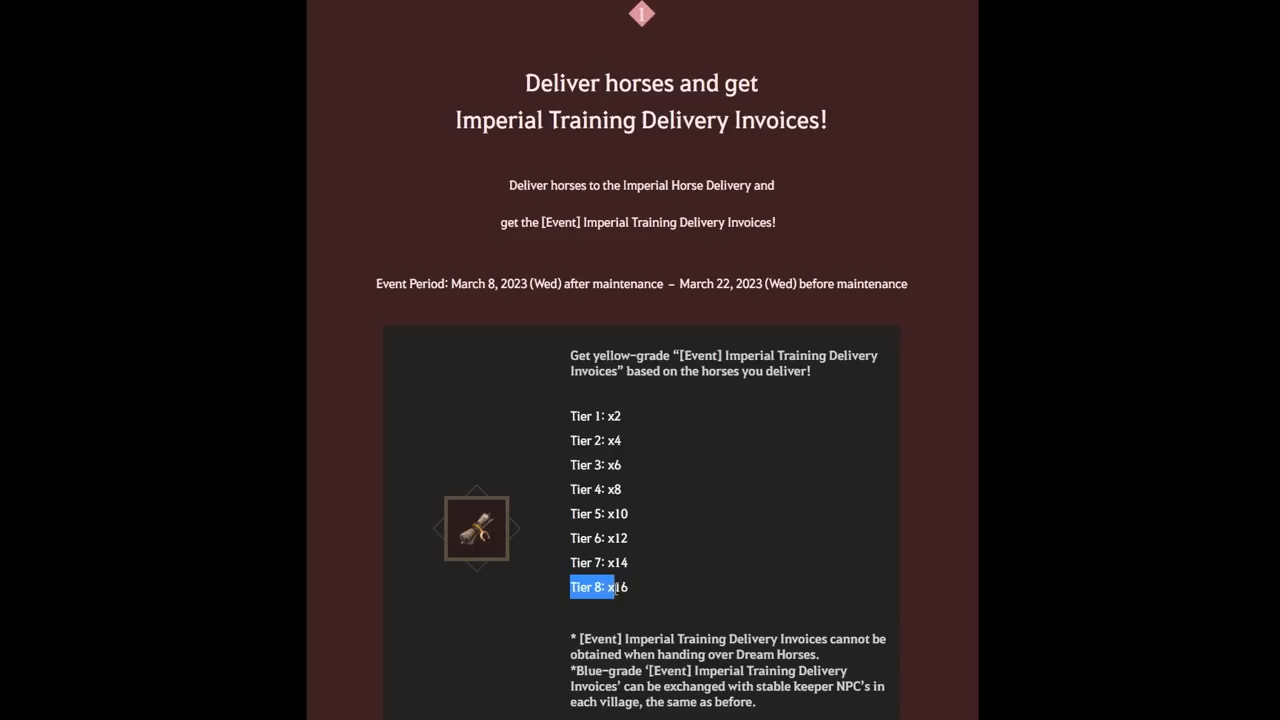 1
Deliver horses and get
Imperial Training Delivery Invoices!
Deliver horses to the Imperial Horse Delivery and
get the [Event] Imperial Training Delivery Invoices!
Event Period: March 8, 2023 (Wed) after maintenance – March 22, 2023 (Wed) before maintenance
Get yellow-grade “[Event] Imperial Training Delivery
Invoices” based on the horses you deliver!
Tier 1: x2
Tier 2: x4
Tier 3: x6
Tier 4: x8
Tier 5: x10
Tier 6: x12
Tier 7: x14
Tier 8: x16
* [Event] Imperial Training Delivery Invoices cannot be
obtained when handing over Dream Horses.
*Blue-grade ‘[Event] Imperial Training Delivery
Invoices’ can be exchanged with stable keeper NPC’s in
each village, the same as before.